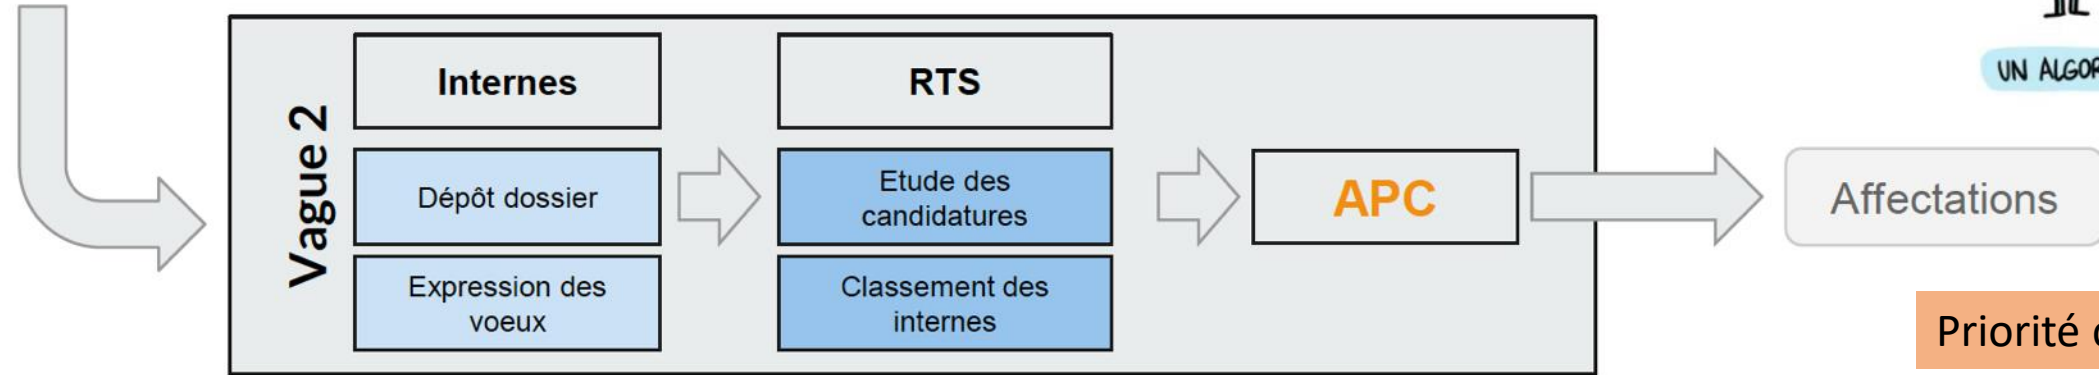 UN
Vague 2
Internes
RTS
Dépôt dossier
Etude des
candidatures
APC
Affectations
Expression des
voeux
Classement des
internes
Priorité